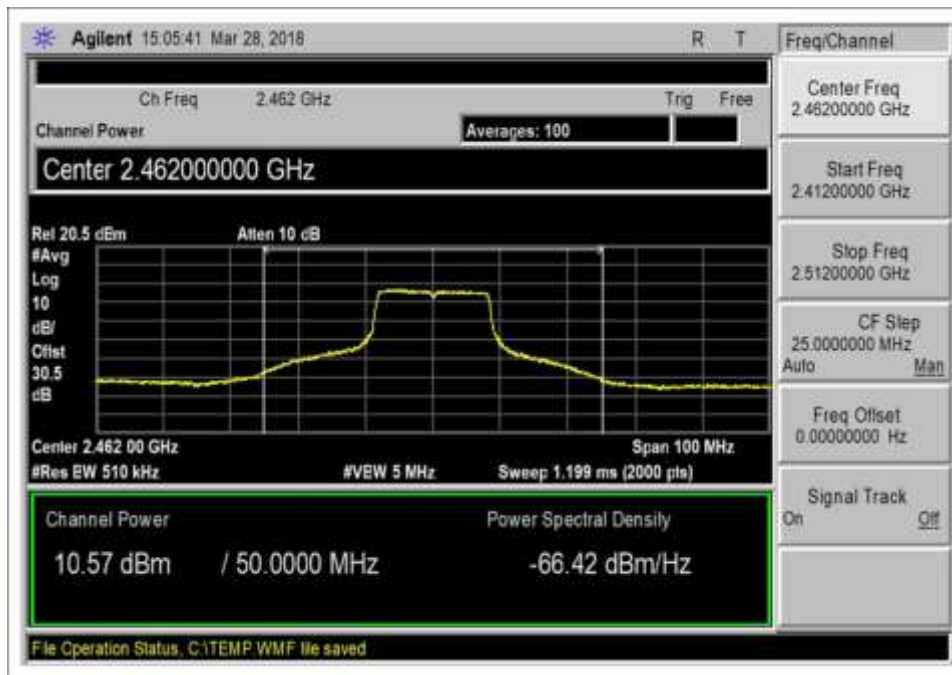 Agilent 15:05:41 Mar 28, 2018 R T
Freq/Channel
Ch Freq 2.462 GHz Trig Free
Channel Power Averages: 100
Center 2.462000000 GHz
Ref 20.5 dBm Atten 10 dB
#Avg
Log
10
dB/
Offst
30.5
dB
Center 2.462 00 GHz Span 100 MHz
#Res BW 510 kHz #VBW 5 MHz Sweep 1.199 ms (2000 pts)
Channel Power Power Spectral Density
10.57 dBm / 50.0000 MHz -66.42 dBm/Hz
File Operation Status, C:\TEMP.WMF file saved
Center Freq
2.46200000 GHz
Start Freq
2.41200000 GHz
Stop Freq
2.51200000 GHz
CF Step
25.0000000 MHz
Auto Man
Freq Offset
0.00000000 Hz
Signal Track
On Off